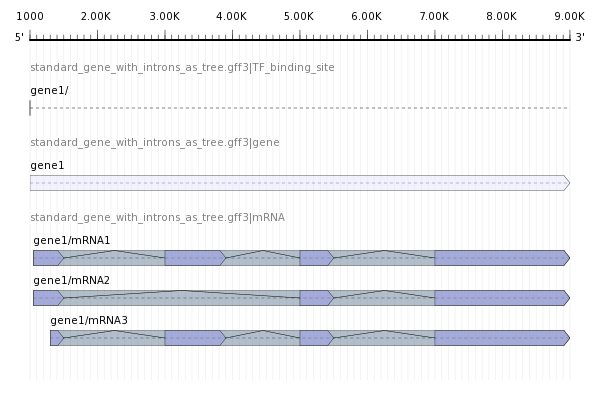 1000 2.00K 3.00K 4.00K 5.00K 6.00K 7.00K 8.00K 9.00K
5' 3'
standard_gene_with_introns_as_tree.gff3|TF_binding_site
gene1/
standard_gene_with_introns_as_tree.gff3|gene
gene1
standard_gene_with_introns_as_tree.gff3|mRNA
gene1/mRNA1
gene1/mRNA2
gene1/mRNA3